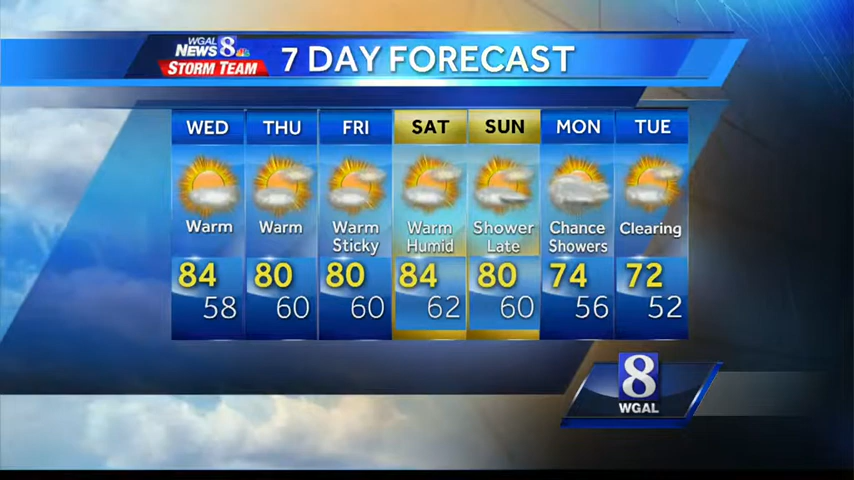 WGAL
NEWS 8
STORM TEAM
7 DAY FORECAST
WED THU FRI SAT SUN MON TUE
Warm Warm Warm Sticky Warm Humid Shower Late Chance Showers Clearing
84 80 80 84 80 74 72
58 60 60 62 60 56 52
8
WGAL